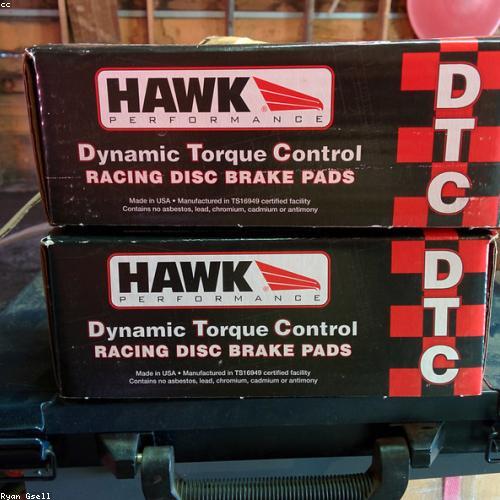 cc
HAWK
PERFORMANCE
Dynamic Torque Control
RACING DISC BRAKE PADS
Made in USA • Manufactured in TS16949 certified facility
Contains no asbestos, lead, chromium, cadmium or antimony
DTC
HAWK
PERFORMANCE
Dynamic Torque Control
RACING DISC BRAKE PADS
Made in USA • Manufactured in TS16949 certified facility
Contains no asbestos, lead, chromium, cadmium or antimony
DTC
Ryan Gsell